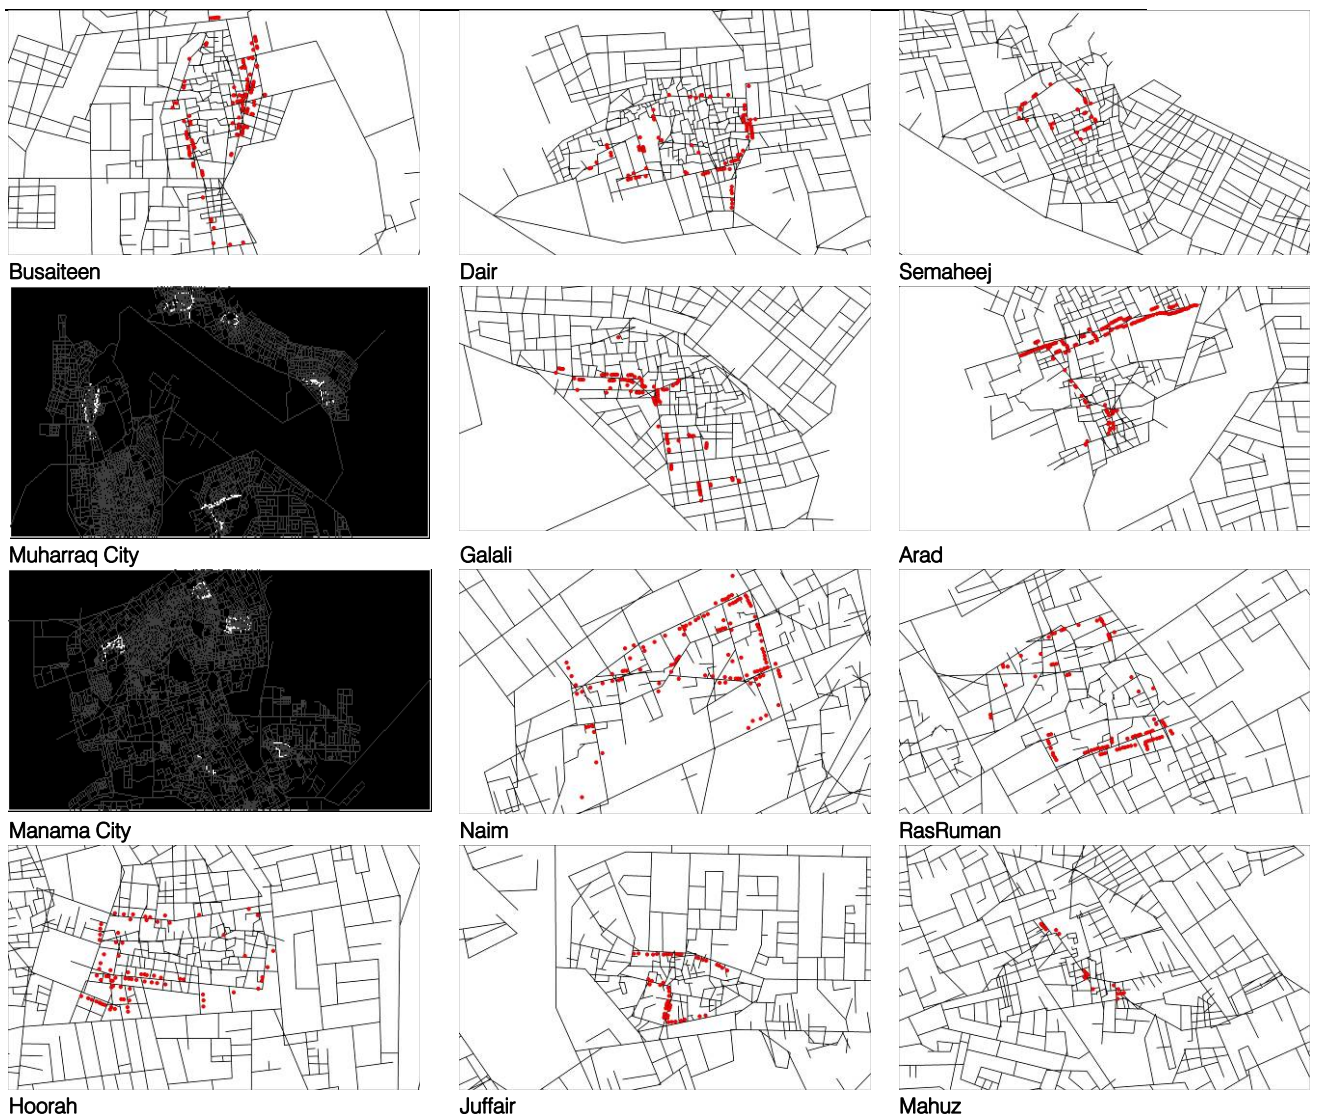 Busaiteen
Dair
Semaheej
Muharraq City
Galali
Arad
Manama City
Naim
RasRuman
Hoorah
Juffair
Mahuz